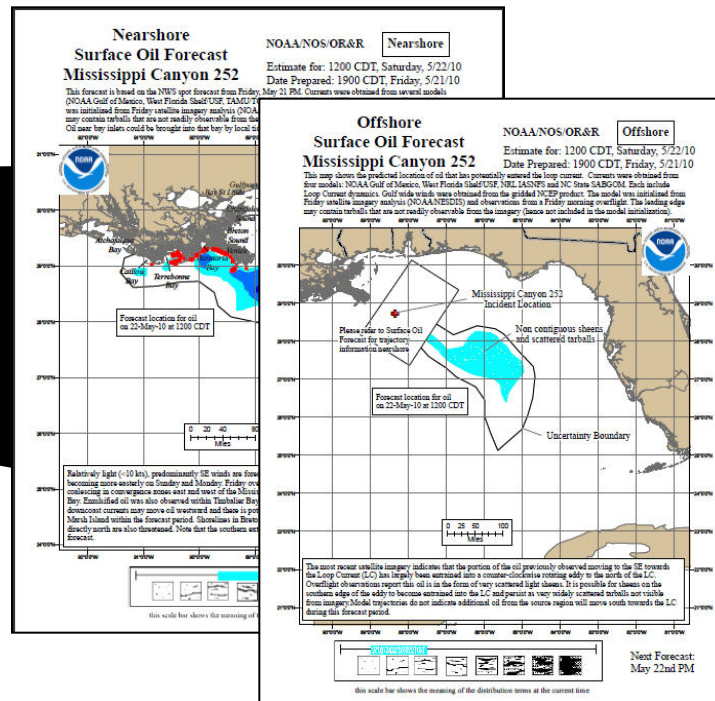 Nearshore
Surface Oil Forecast
Mississippi Canyon 252
NOAA/NOS/OR&R
Nearshore
Estimate for: 1200 CDT, Saturday, 5/22/10
Date Prepared: 1900 CDT, Friday, 5/21/10
This forecast is based on the NWS spot forecast from Friday, May 21 PM. Currents were obtained from several models
(NOAA Gulf of Mexico, West Florida Shelf/USF, TAMU/TG
was initialized from Friday satellite imagery analysis (NOA
may contain tarballs that are not readily observable from the
Oil near bay inlets could be brought into that bay by local tid
NOAA
Breton
Sound
Caillou
Bay
Terrebonne
Bay
Forecast location for oil
on 22-May-10 at 1200 CDT
0 20 40
Miles
Relatively light (<10 kts), predominantly SE winds are fore
becoming more easterly on Sunday and Monday. Friday ove
coalescing in convergence zones east and west of the Missis
Bay. Emulsified oil was also observed within Timbalier Bay
downcoast currents may move oil westward and there is pot
Marsh Island within the forecast period. Shorelines in Breto
directly north are also threatened. Note that the southern ext
forecast.
this scale bar shows the meaning of t
Offshore
Surface Oil Forecast
Mississippi Canyon 252
NOAA/NOS/OR&R
Offshore
Estimate for: 1200 CDT, Saturday, 5/22/10
Date Prepared: 1900 CDT, Friday, 5/21/10
This map shows the predicted location of oil that has potentially entered the loop current. Currents were obtained from
four models: NOAA Gulf of Mexico, West Florida Shelf/USF, NRL IASNFS and NC State SABGOM. Each include
Loop Current dynamics. Gulf wide winds were obtained from the gridded NCEP product. The model was initialized from
Friday satellite imagery analysis (NOAA/NESDIS) and observations from a Friday morning overflight. The leading edge
may contain tarballs that are not readily observable from the imagery (hence not included in the model initialization).
NOAA
Mississippi Canyon 252
Incident Location
Please refer to Surface Oil
Forecast for trajectory
information nearshore
Non contiguous sheens
and scattered tarballs
Forecast location for oil
on 22-May-10 at 1200 CDT
Uncertainty Boundary
0 25 50 100
Miles
The most recent satellite imagery indicates that the portion of the oil previously observed moving to the SE towards
the Loop Current (LC) has largely been entrained into a counter-clockwise rotating eddy to the north of the LC.
Overflight observations report this oil is in the form of very scattered light sheens. It is possible for sheens on the
southern edge of the eddy to become entrained into the LC and persist as very widely scattered tarballs not visible
from imagery.Model trajectories do not indicate additional oil from the source region will move south towards the LC
during this forecast period.
Next Forecast:
May 22nd PM
this scale bar shows the meaning of the distribution terms at the current time